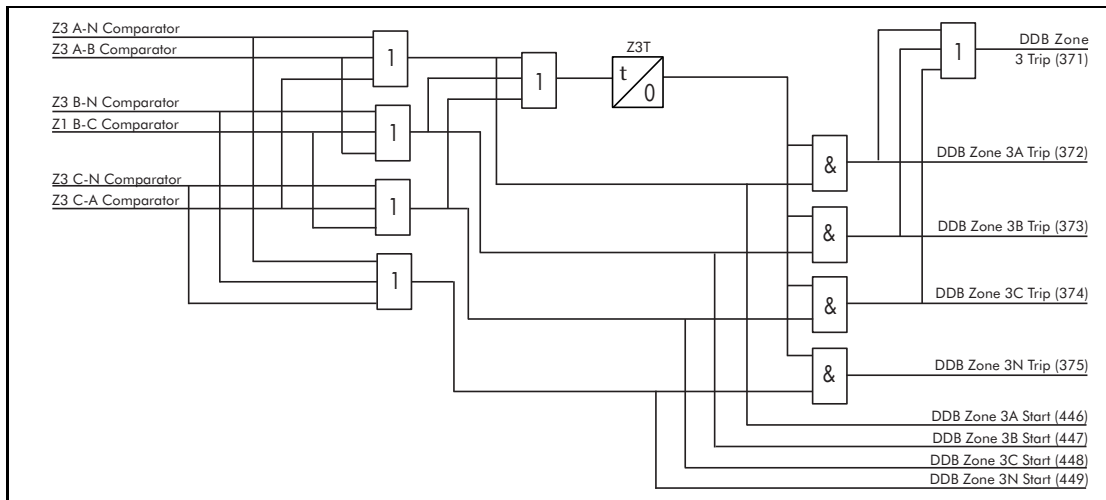 Z3 A-N Comparator
Z3 A-B Comparator
Z3 B-N Comparator
Z1 B-C Comparator
Z3 C-N Comparator
Z3 C-A Comparator
1
1
1
1
1
Z3T
t
0
&
&
&
&
1
DDB Zone
3 Trip (371)
DDB Zone 3A Trip (372)
DDB Zone 3B Trip (373)
DDB Zone 3C Trip (374)
DDB Zone 3N Trip (375)
DDB Zone 3A Start (446)
DDB Zone 3B Start (447)
DDB Zone 3C Start (448)
DDB Zone 3N Start (449)